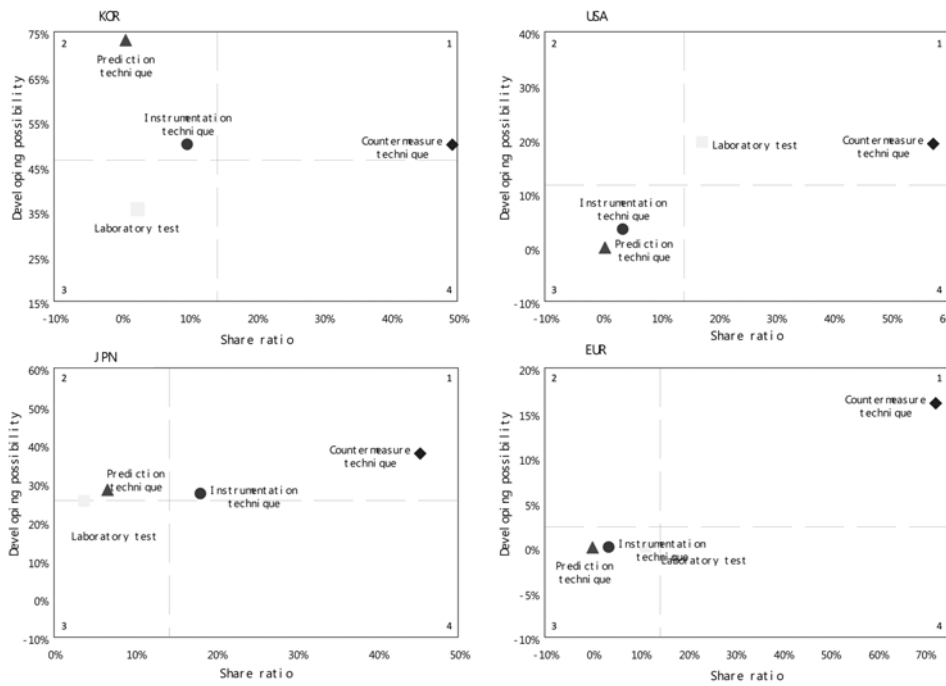 KOR
75%
65%
55%
45%
35%
25%
15%
Developing possibility
2
1
3
4
Prediction
technique
Instrumentation
technique
Countermeasure
technique
Laboratory test
-10%
0%
10%
20%
30%
40%
50%
Share ratio
USA
40%
30%
20%
10%
0%
-10%
Developing possibility
1
3
4
Laboratory test
Countermeasure
technique
Instrumentation
technique
Prediction
technique
-10%
0%
10%
20%
30%
40%
50%
6
Share ratio
JPN
60%
50%
40%
30%
20%
10%
0%
-10%
Developing possibility
2
1
3
4
Countermeasure
technique
Prediction
technique
Instrumentation
technique
Laboratory test
0%
10%
20%
30%
40%
50%
Share ratio
EUR
20%
15%
10%
5%
0%
-5%
-10%
Developing possibility
1
3
4
Countermeasure
technique
Instrumentation
technique
Laboratory test
Prediction
technique
-10%
0%
10%
20%
30%
40%
50%
60%
70%
Share ratio